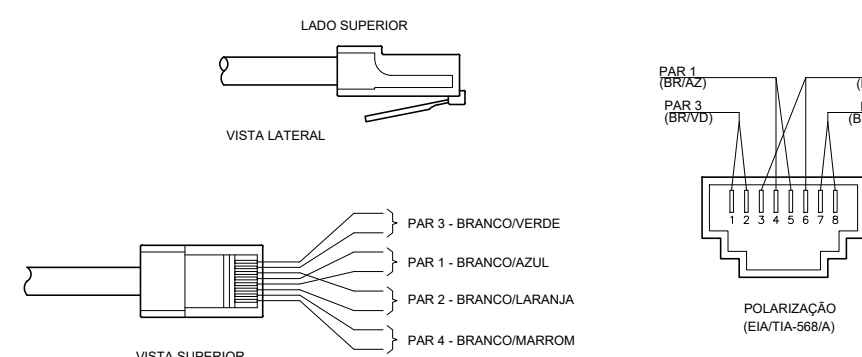 LADO SUPERIOR
VISTA LATERAL
PAR 1
(BR/AZ)
PAR 3
(BR/VD)
1 2 3 4 5 6 7 8
POLARIZAÇÃO
(EIA/TIA-568/A)
PAR 3 - BRANCO/VERDE
PAR 1 - BRANCO/AZUL
PAR 2 - BRANCO/LARANJA
PAR 4 - BRANCO/MARROM
VISTA SUPERIOR